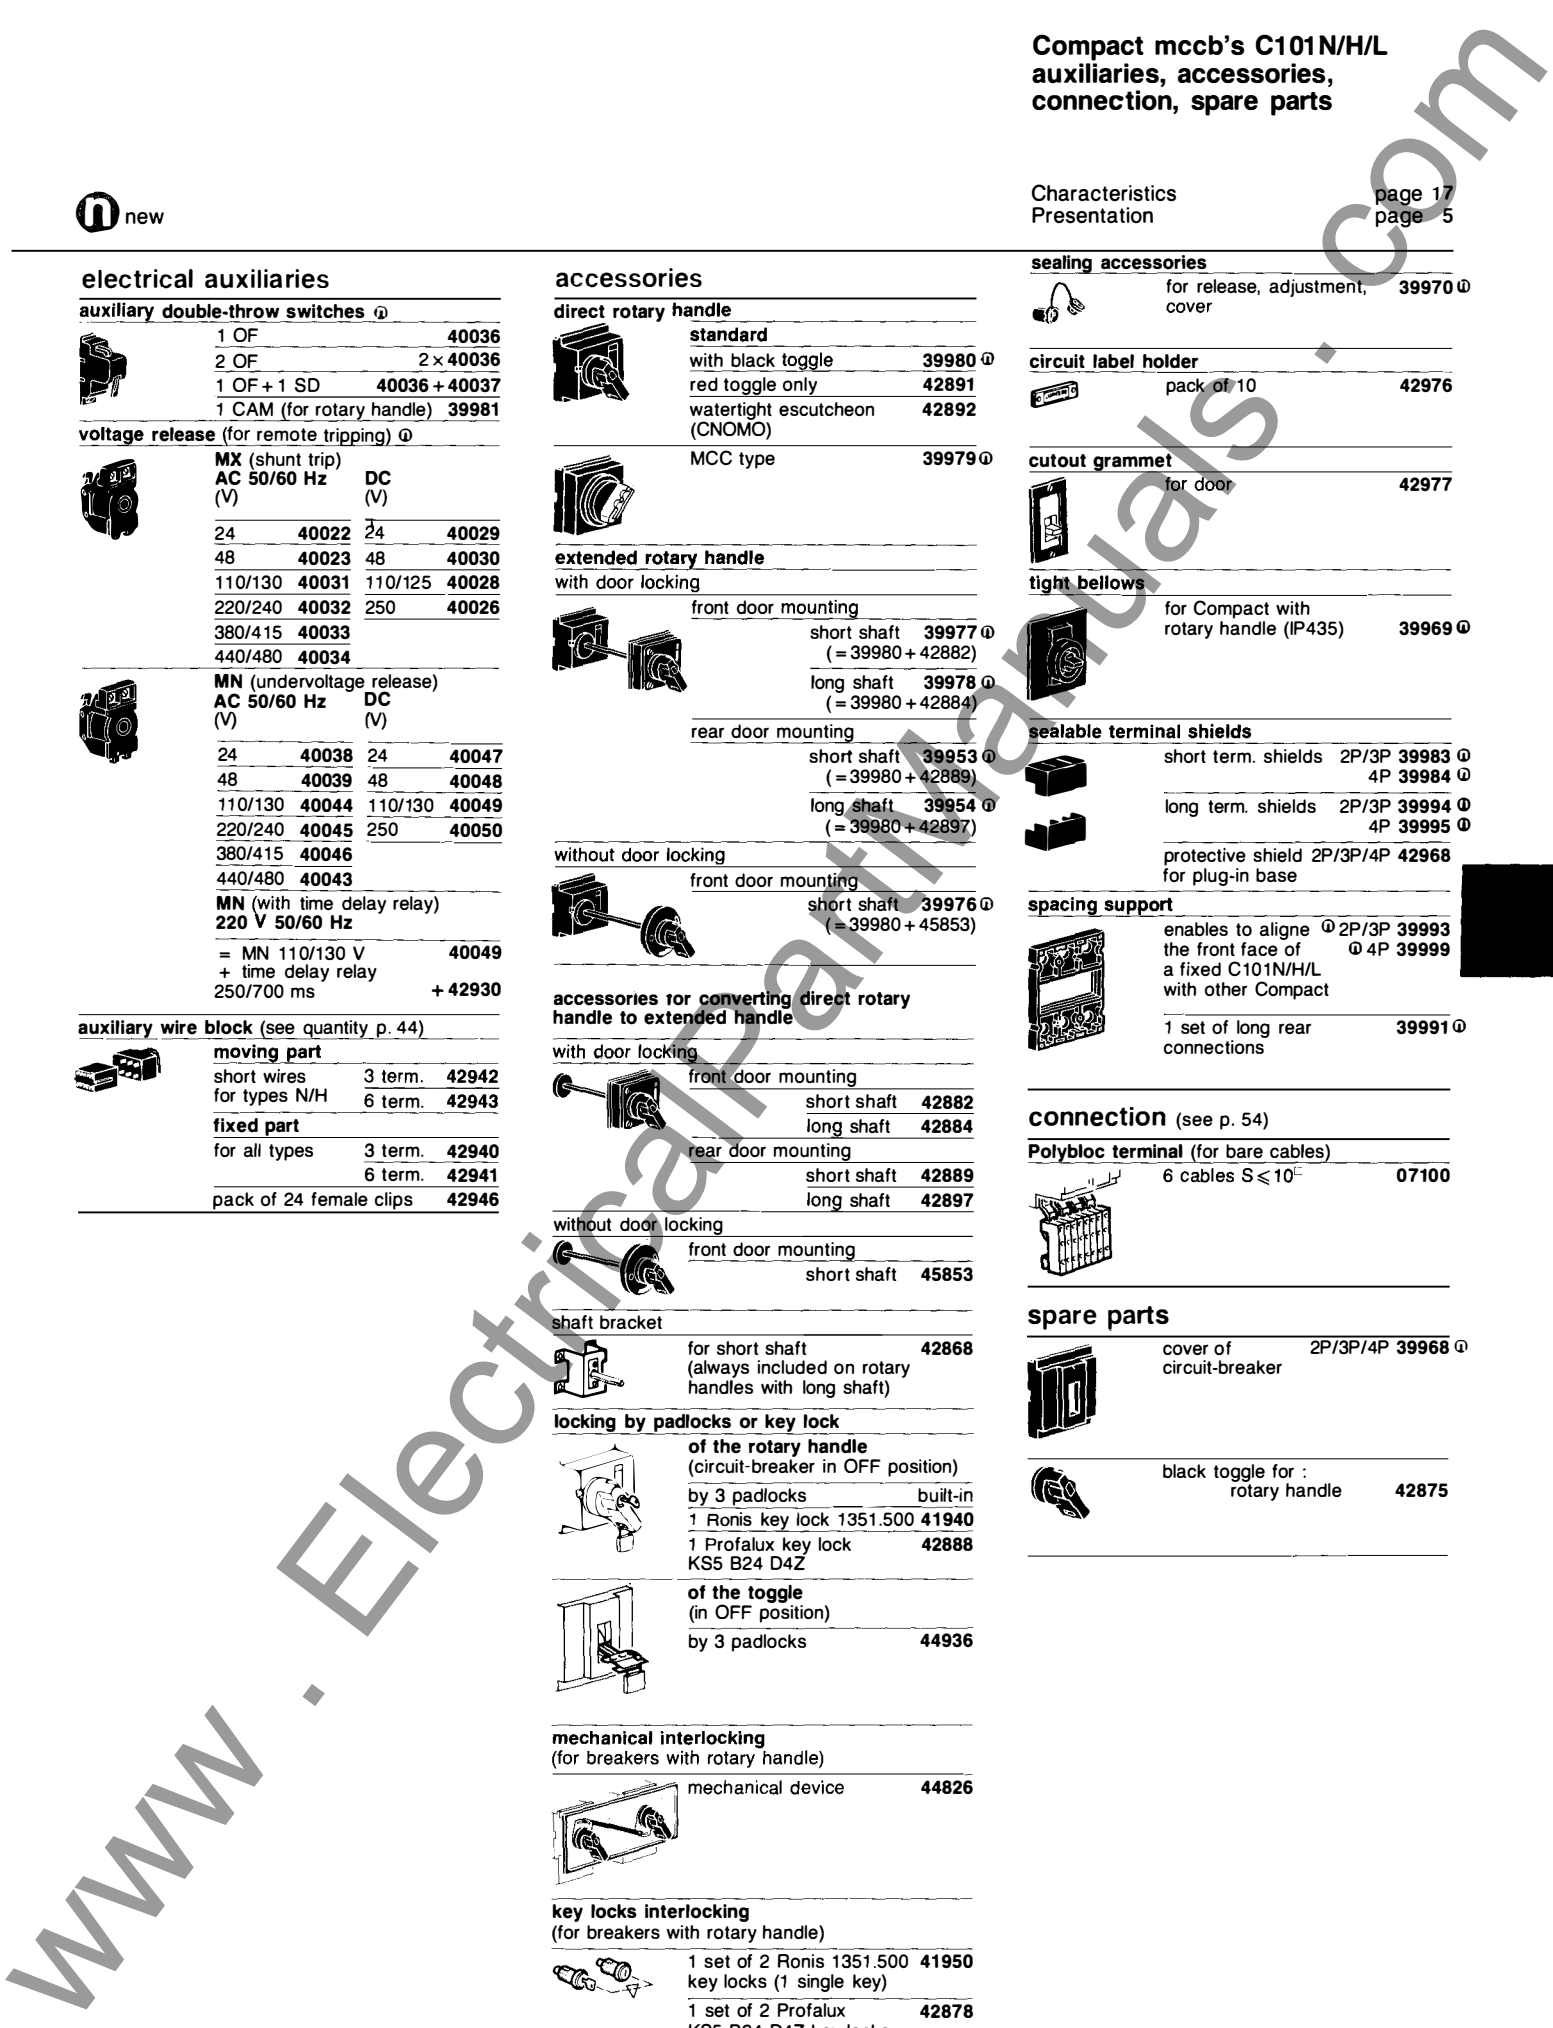 Compact mccb's C101N/H/L
auxiliaries, accessories,
connection, spare parts
n new
Characteristics page 17
Presentation page 5
electrical auxiliaries
auxiliary double-throw switches n
1 OF 40036
2 OF 2 × 40036
1 OF + 1 SD 40036 + 40037
1 CAM (for rotary handle) 39981
voltage release (for remote tripping) n
MX (shunt trip)
AC 50/60 Hz DC
(V) (V)
24 40022 24 40029
48 40023 48 40030
110/130 40031 110/125 40028
220/240 40032 250 40026
380/415 40033
440/480 40034
MN (undervoltage release)
AC 50/60 Hz DC
(V) (V)
24 40038 24 40047
48 40039 48 40048
110/130 40044 110/130 40049
220/240 40045 250 40050
380/415 40046
440/480 40043
MN (with time delay relay)
220 V 50/60 Hz
= MN 110/130 V 40049
+ time delay relay
250/700 ms + 42930
auxiliary wire block (see quantity p. 44)
moving part
short wires 3 term. 42942
for types N/H 6 term. 42943
fixed part
for all types 3 term. 42940
6 term. 42941
pack of 24 female clips 42946
accessories
direct rotary handle
standard
with black toggle 39980 n
red toggle only 42891
watertight escutcheon 42892
(CNOMO)
MCC type 39979 n
extended rotary handle
with door locking
front door mounting
short shaft 39977 n
(= 39980 + 42882)
long shaft 39978 n
(= 39980 + 42884)
rear door mounting
short shaft 39953 n
(= 39980 + 42889)
long shaft 39954 n
(= 39980 + 42897)
without door locking
front door mounting
short shaft 39976 n
(= 39980 + 45853)
accessories for converting direct rotary
handle to extended handle
with door locking
front door mounting
short shaft 42882
long shaft 42884
rear door mounting
short shaft 42889
long shaft 42897
without door locking
front door mounting
short shaft 45853
shaft bracket
for short shaft 42868
(always included on rotary
handles with long shaft)
locking by padlocks or key lock
of the rotary handle
(circuit-breaker in OFF position)
by 3 padlocks built-in
1 Ronis key lock 1351.500 41940
1 Profalux key lock 42888
KS5 B24 D4Z
of the toggle
(in OFF position)
by 3 padlocks 44936
mechanical interlocking
(for breakers with rotary handle)
mechanical device 44826
key locks interlocking
(for breakers with rotary handle)
1 set of 2 Ronis 1351.500 41950
key locks (1 single key)
1 set of 2 Profalux 42878
sealing accessories
for release, adjustment, 39970 n
cover
circuit label holder
pack of 10 42976
cutout grammet
for door 42977
tight bellows
for Compact with
rotary handle (IP435) 39969 n
sealable terminal shields
short term. shields 2P/3P 39983 n
4P 39984 n
long term. shields 2P/3P 39994 n
4P 39995 n
protective shield 2P/3P/4P 42968
for plug-in base
spacing support
enables to aligne n 2P/3P 39993
the front face of n 4P 39999
a fixed C101N/H/L
with other Compact
1 set of long rear 39991 n
connections
connection (see p. 54)
Polybloc terminal (for bare cables)
6 cables S ⩽ 10□ 07100
spare parts
cover of 2P/3P/4P 39968 n
circuit-breaker
black toggle for :
rotary handle 42875
www.ElectricalPartManuals.com